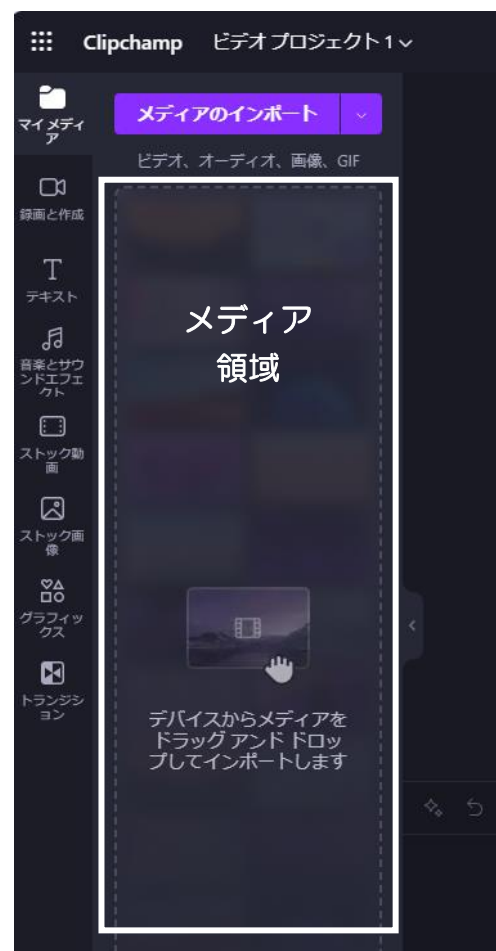 Clipchamp ビデオ プロジェクト 1
マイ メディ
ア
メディアのインポート
ビデオ、オーディオ、画像、GIF
録画と作成
テキスト
音楽とサウ
ンドエフェ
クト
ストック動
画
ストック画
像
グラフィッ
クス
トランジシ
ョン
メディア
領域
デバイスからメディアを
ドラッグ アンド ドロッ
プしてインポートします